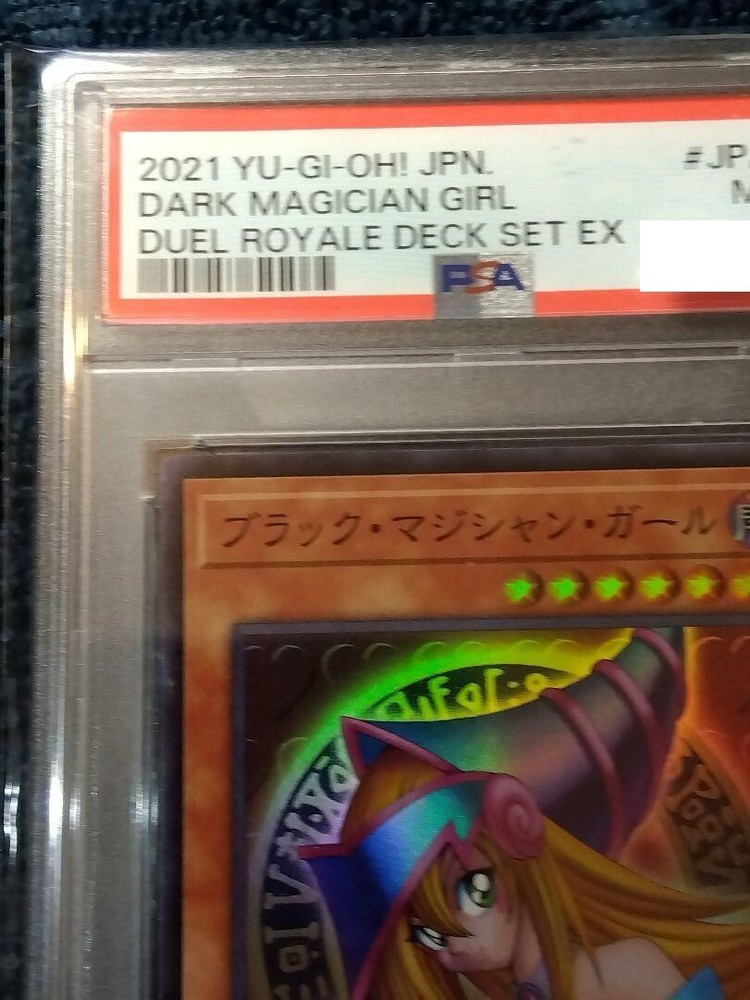 2021 YU-GI-OH! JPN. #JP
DARK MAGICIAN GIRL
DUEL ROYALE DECK SET EX
PSA
ブラック・マジシャン・ガール